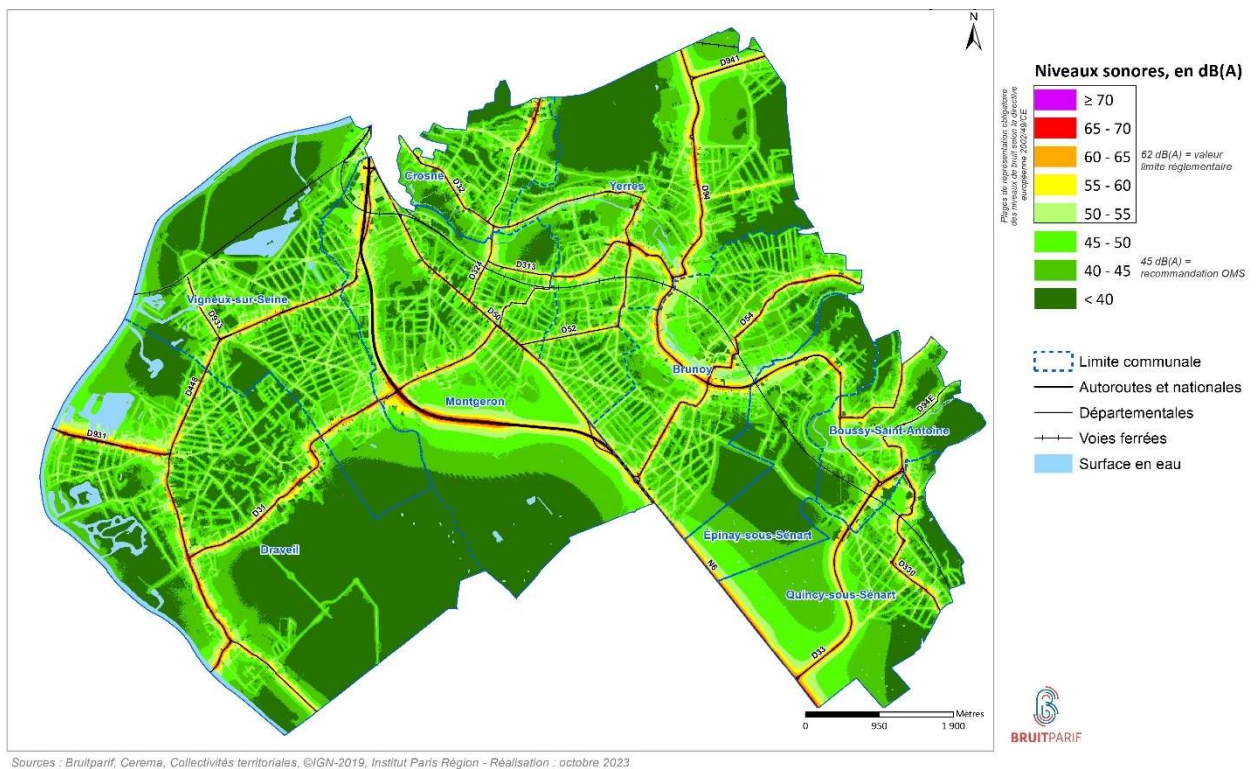 N
Niveaux sonores, en dB(A)
Plages de représentation obligatoire
des niveaux de bruit selon la directive
européenne 2002/49/CE
≥ 70
65 - 70
60 - 65
55 - 60
50 - 55
45 - 50
40 - 45
< 40
62 dB(A) = valeur
limite réglementaire
45 dB(A) =
recommandation OMS
Limite communale
Autoroutes et nationales
Départementales
Voies ferrées
Surface en eau
D941
D94
Crosne
D32
Yerres
D324
D313
Vigneux-sur-Seine
D933
D50
D52
D54
Brunoy
D448
Montgeron
D94E
D931
Boussy-Saint-Antoine
D31
Draveil
Épinay-sous-Sénart
N6
D330
Quincy-sous-Sénart
D33
Mètres
0 950 1 900
BRUITPARIF
Sources : Bruitparif, Cerema, Collectivités territoriales, ©IGN-2019, Institut Paris Région - Réalisation : octobre 2023